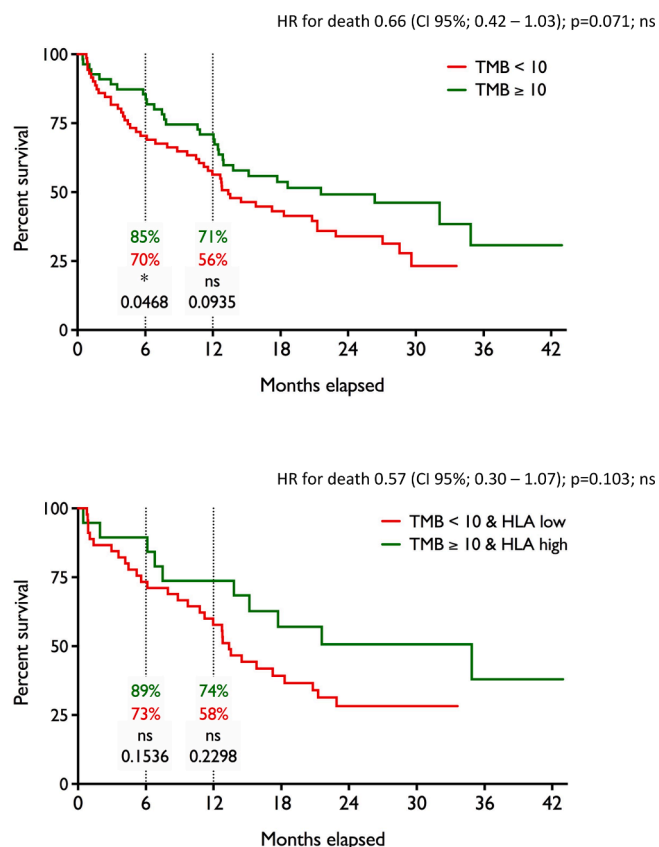 HR for death 0.66 (CI 95%; 0.42 – 1.03); p=0.071; ns
TMB < 10
TMB ≥ 10
Percent survival
100
75
50
25
0
85%
70%
*
0.0468
71%
56%
ns
0.0935
0 6 12 18 24 30 36 42
Months elapsed
HR for death 0.57 (CI 95%; 0.30 – 1.07); p=0.103; ns
TMB < 10 & HLA low
TMB ≥ 10 & HLA high
Percent survival
100
75
50
25
0
89%
73%
ns
0.1536
74%
58%
ns
0.2298
0 6 12 18 24 30 36 42
Months elapsed